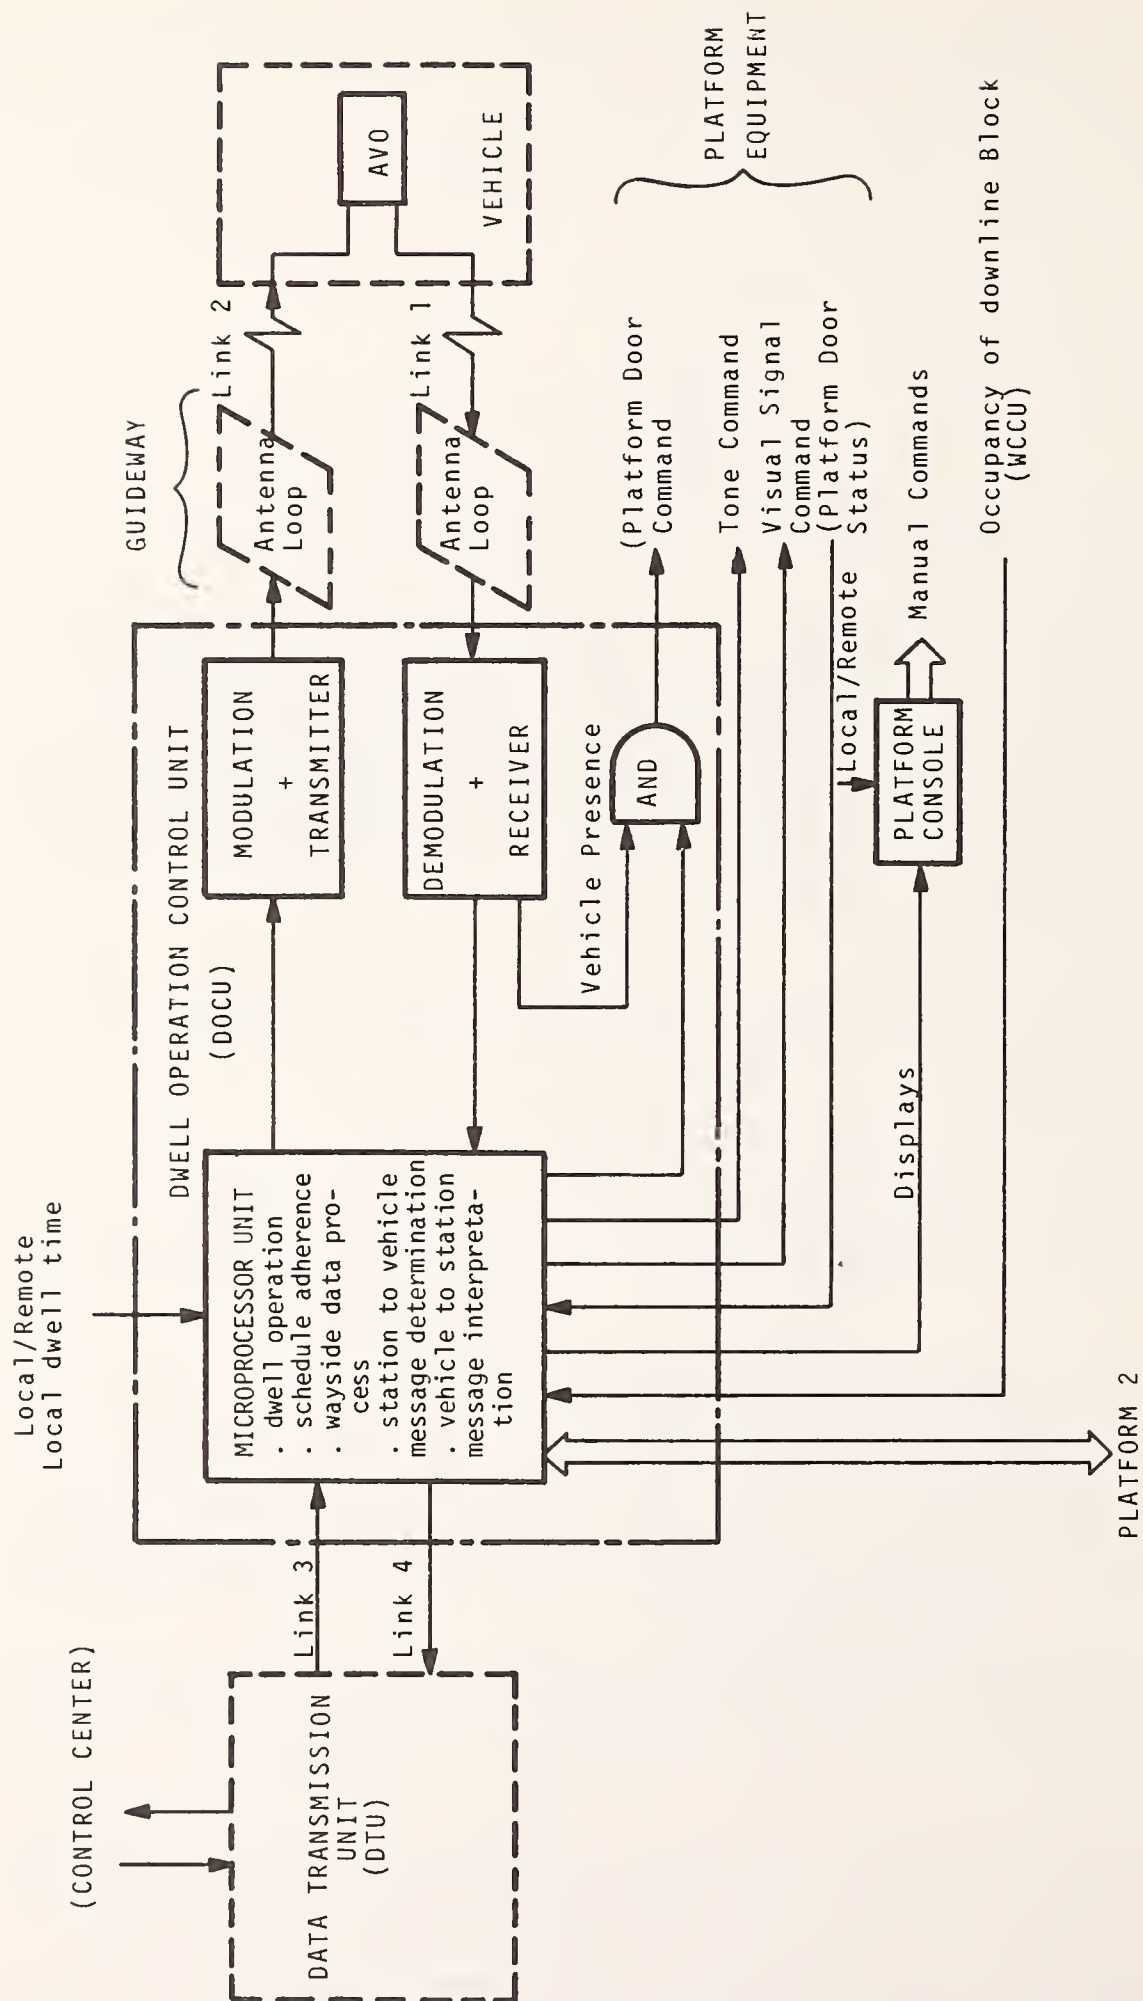 (CONTROL CENTER)
DATA TRANSMISSION
UNIT
(DTU)
Link 3
Link 4
Local/Remote
Local dwell time
DWELL OPERATION CONTROL UNIT
(DOCU)
MICROPROCESSOR UNIT
· dwell operation
· schedule adherence
· wayside data pro-
cess
· station to vehicle
message determination
· vehicle to station
message interpreta-
tion
MODULATION
+
TRANSMITTER
DEMODULATION
+
RECEIVER
Vehicle Presence
AND
GUIDEWAY
Antenna
Loop
Link 2
Antenna
Loop
Link 1
AVO
VEHICLE
(Platform Door
Command
Tone Command
Visual Signal
Command
(Platform Door
Status)
PLATFORM
EQUIPMENT
Local/Remote
PLATFORM
CONSOLE
Manual Commands
Displays
Occupancy of downline Block
(WCCU)
PLATFORM 2